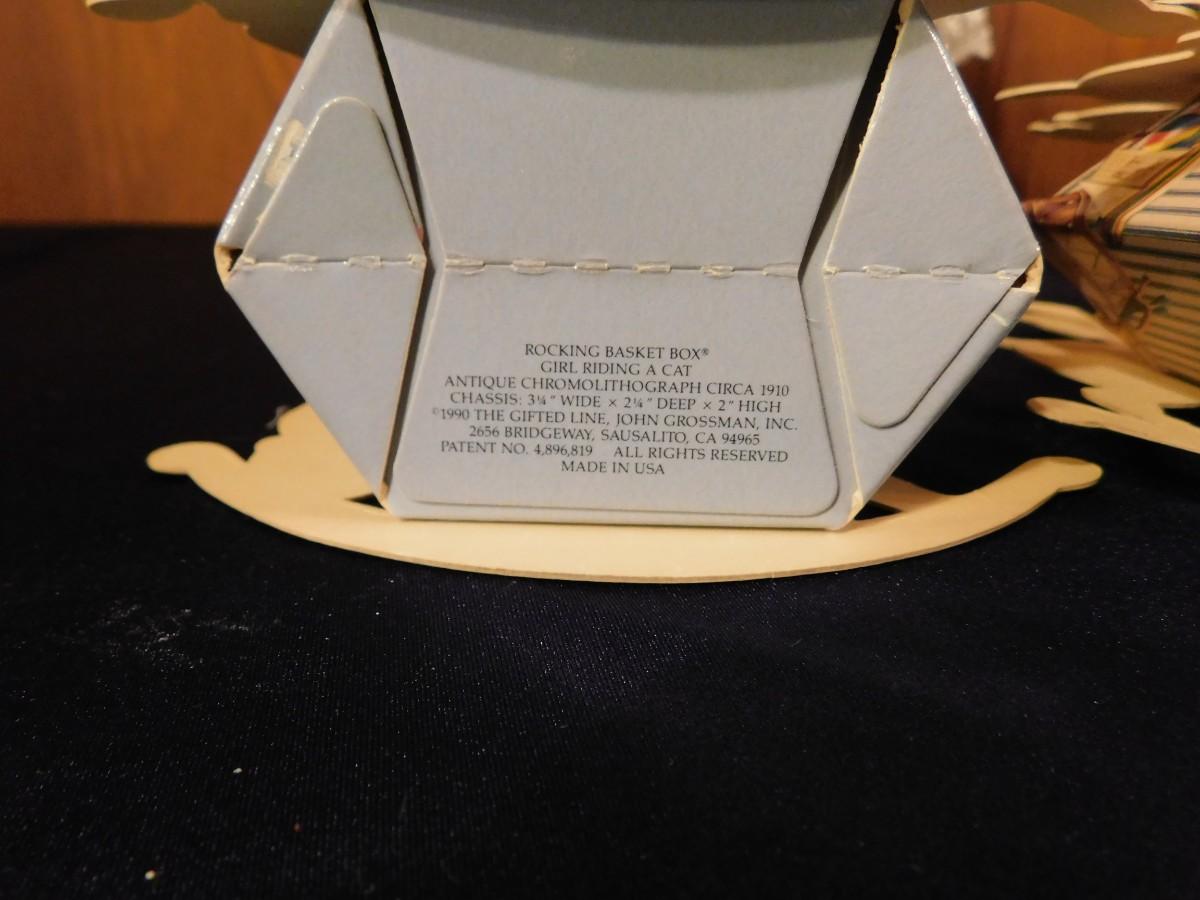 ROCKING BASKET BOX®
GIRL RIDING A CAT
ANTIQUE CHROMOLITHOGRAPH CIRCA 1910
CHASSIS: 3¼" WIDE × 2¼" DEEP × 2" HIGH
©1990 THE GIFTED LINE, JOHN GROSSMAN, INC.
2656 BRIDGEWAY, SAUSALITO, CA 94965
PATENT NO. 4,896,819 ALL RIGHTS RESERVED
MADE IN USA